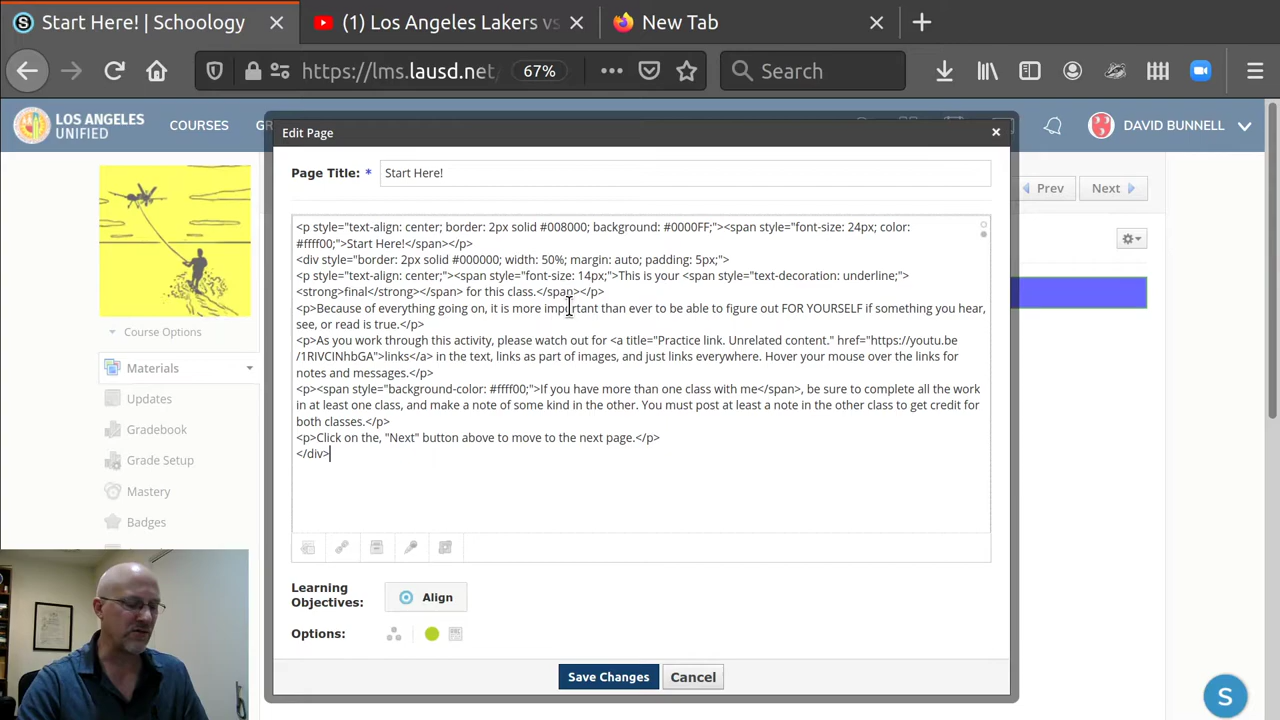 Start Here! | Schoology
(1) Los Angeles Lakers vs
New Tab
https://lms.lausd.net,
67%
Search
LOS ANGELES
UNIFIED
COURSES
DAVID BUNNELL
Edit Page
Page Title: *
Start Here!
Prev
Next
<p style="text-align: center; border: 2px solid #008000; background: #0000FF;"><span style="font-size: 24px; color:
#ffff00;">Start Here!</span></p>
<div style="border: 2px solid #000000; width: 50%; margin: auto; padding: 5px;">
<p style="text-align: center;"><span style="font-size: 14px;">This is your <span style="text-decoration: underline;">
<strong>final</strong></span> for this class.</span></p>
<p>Because of everything going on, it is more important than ever to be able to figure out FOR YOURSELF if something you hear,
see, or read is true.</p>
<p>As you work through this activity, please watch out for <a title="Practice link. Unrelated content." href="https://youtu.be
/1RIVCINhbGA">links</a> in the text, links as part of images, and just links everywhere. Hover your mouse over the links for
notes and messages.</p>
<p><span style="background-color: #ffff00;">If you have more than one class with me</span>, be sure to complete all the work
in at least one class, and make a note of some kind in the other. You must post at least a note in the other class to get credit for
both classes.</p>
<p>Click on the, "Next" button above to move to the next page.</p>
</div>
Course Options
Materials
Updates
Gradebook
Grade Setup
Mastery
Badges
Learning
Objectives:
Align
Options:
Save Changes
Cancel
S